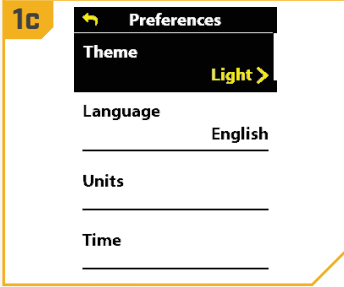 1c
Preferences
Theme
Light
Language
English
Units
Time